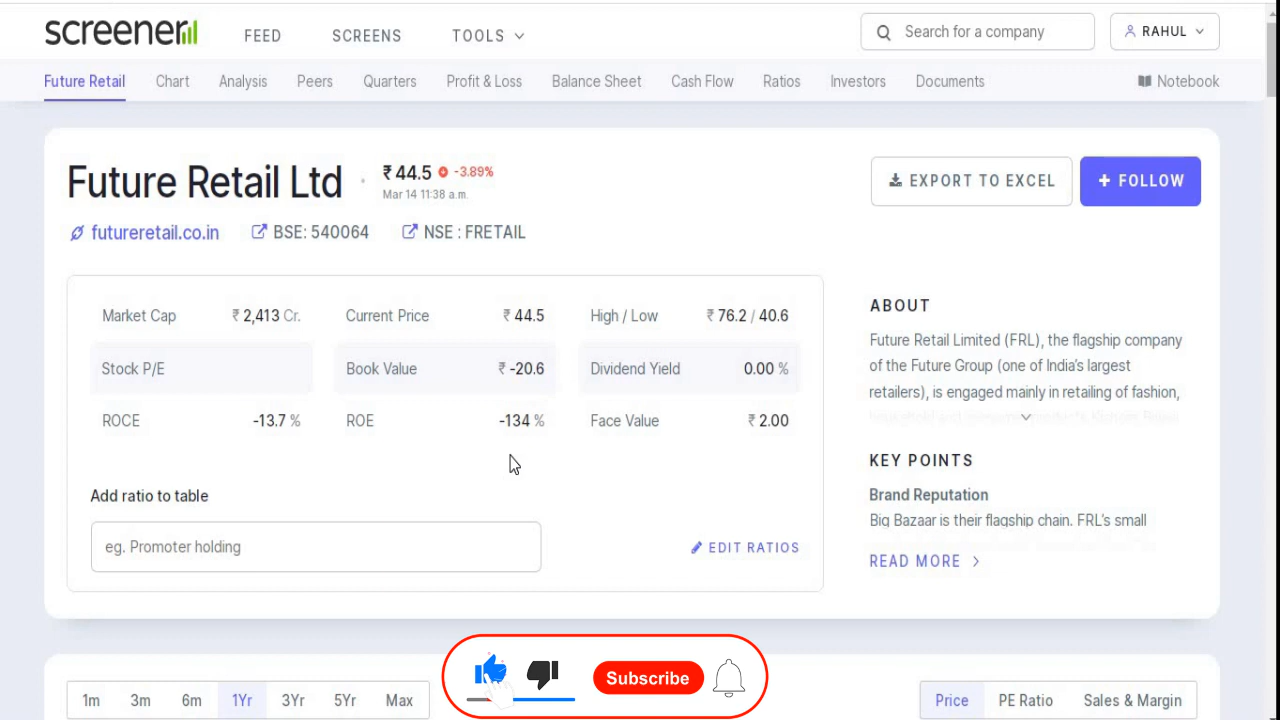 screener
FEED
SCREENS
TOOLS
Search for a company
RAHUL
Future Retail
Chart
Analysis
Peers
Quarters
Profit & Loss
Balance Sheet
Cash Flow
Ratios
Investors
Documents
Notebook
Future Retail Ltd
₹ 44.5 -3.89%
Mar 14 11:38 a.m.
EXPORT TO EXCEL
+ FOLLOW
futureretail.co.in
BSE: 540064
NSE : FRETAIL
Market Cap ₹ 2,413 Cr.
Current Price ₹ 44.5
High / Low ₹ 76.2 / 40.6
Stock P/E
Book Value ₹ -20.6
Dividend Yield 0.00 %
ROCE -13.7 %
ROE -134 %
Face Value ₹ 2.00
Add ratio to table
eg. Promoter holding
EDIT RATIOS
ABOUT
Future Retail Limited (FRL), the flagship company
of the Future Group (one of India's largest
retailers), is engaged mainly in retailing of fashion,
KEY POINTS
Brand Reputation
Big Bazaar is their flagship chain. FRL's small
READ MORE
Subscribe
1m
3m
6m
1Yr
3Yr
5Yr
Max
Price
PE Ratio
Sales & Margin